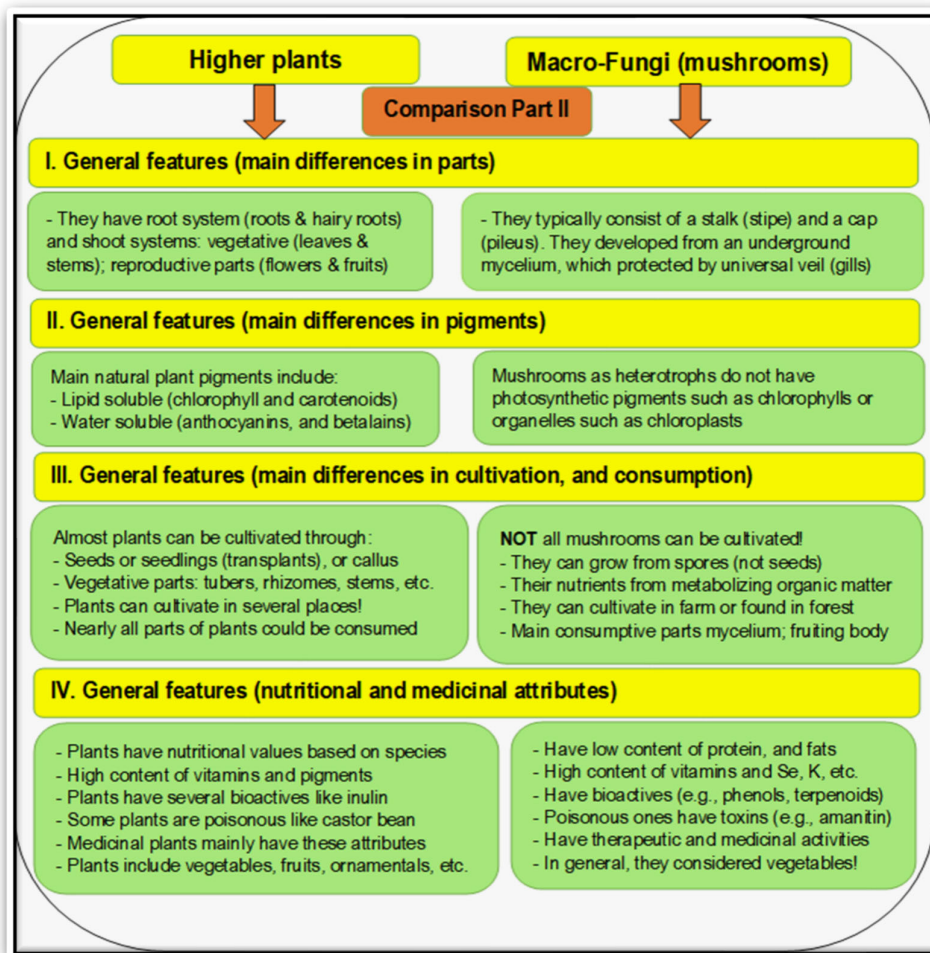 Higher plants
Macro-Fungi (mushrooms)
Comparison Part II
I. General features (main differences in parts)
- They have root system (roots & hairy roots)
and shoot systems: vegetative (leaves &
stems); reproductive parts (flowers & fruits)
- They typically consist of a stalk (stipe) and a cap
(pileus). They developed from an underground
mycelium, which protected by universal veil (gills)
II. General features (main differences in pigments)
Main natural plant pigments include:
- Lipid soluble (chlorophyll and carotenoids)
- Water soluble (anthocyanins, and betalains)
Mushrooms as heterotrophs do not have
photosynthetic pigments such as chlorophylls or
organelles such as chloroplasts
III. General features (main differences in cultivation, and consumption)
Almost plants can be cultivated through:
- Seeds or seedlings (transplants), or callus
- Vegetative parts: tubers, rhizomes, stems, etc.
- Plants can cultivate in several places!
- Nearly all parts of plants could be consumed
NOT all mushrooms can be cultivated!
- They can grow from spores (not seeds)
- Their nutrients from metabolizing organic matter
- They can cultivate in farm or found in forest
- Main consumptive parts mycelium; fruiting body
IV. General features (nutritional and medicinal attributes)
- Plants have nutritional values based on species
- High content of vitamins and pigments
- Plants have several bioactives like inulin
- Some plants are poisonous like castor bean
- Medicinal plants mainly have these attributes
- Plants include vegetables, fruits, ornamentals, etc.
- Have low content of protein, and fats
- High content of vitamins and Se, K, etc.
- Have bioactives (e.g., phenols, terpenoids)
- Poisonous ones have toxins (e.g., amanitin)
- Have therapeutic and medicinal activities
- In general, they considered vegetables!